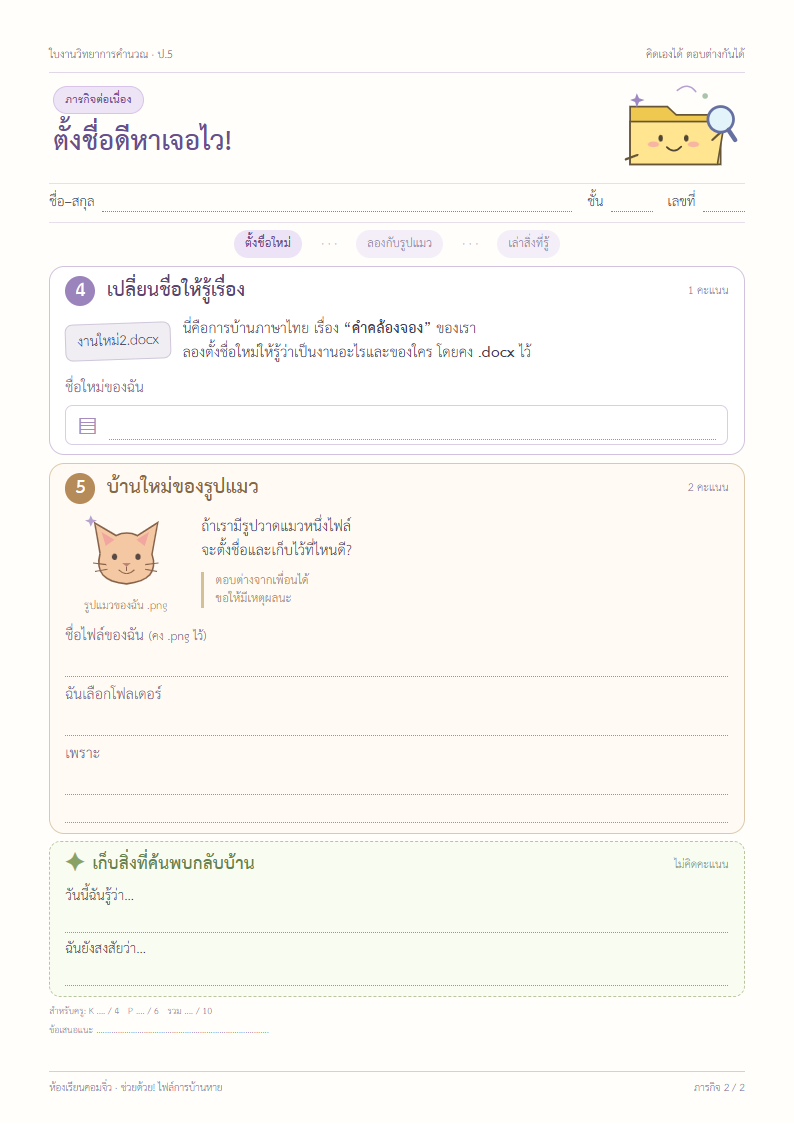 ใบงานวิทยาการคำนวณ · ป.5
คิดเองได้ ตอบต่างกันได้
ภารกิจต่อเนื่อง
ตั้งชื่อดีหาเจอไว!
ชื่อ–สกุล
ชั้น
เลขที่
ตั้งชื่อใหม่ ··· ลองกับรูปแมว ··· เล่าสิ่งที่รู้
4 เปลี่ยนชื่อให้รู้เรื่อง
1 คะแนน
งานใหม่2.docx
นี่คือการบ้านภาษาไทย เรื่อง “คำคล้องจอง” ของเรา
ลองตั้งชื่อใหม่ให้รู้ว่าเป็นงานอะไรและของใคร โดยคง .docx ไว้
ชื่อใหม่ของฉัน
5 บ้านใหม่ของรูปแมว
2 คะแนน
ถ้าเรามีรูปวาดแมวหนึ่งไฟล์
จะตั้งชื่อและเก็บไว้ที่ไหนดี?
ตอบต่างจากเพื่อนได้
ขอให้มีเหตุผลนะ
รูปแมวของฉัน .png
ชื่อไฟล์ของฉัน (คง .png ไว้)
ฉันเลือกโฟลเดอร์
เพราะ
เก็บสิ่งที่ค้นพบกลับบ้าน
ไม่คิดคะแนน
วันนี้ฉันรู้ว่า...
ฉันยังสงสัยว่า...
สำหรับครู: K .... / 4 P .... / 6 รวม .... / 10
ข้อเสนอแนะ ........................................................................
ห้องเรียนคอมจิ๋ว · ช่วยด้วย! ไฟล์การบ้านหาย
ภารกิจ 2 / 2